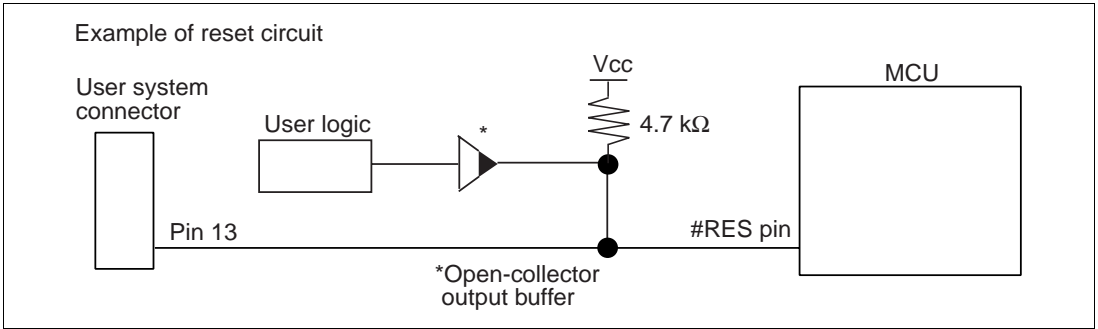 Example of reset circuit
User system
connector
User logic
*
Vcc
4.7 kΩ
MCU
Pin 13
#RES pin
*Open-collector
output buffer